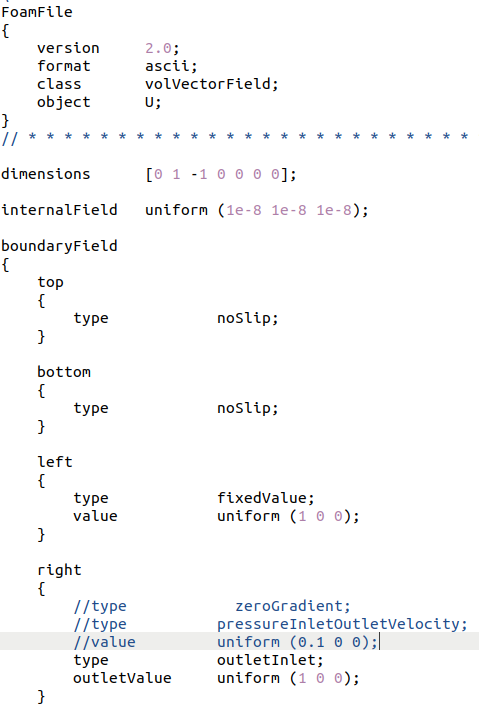 FoamFile
{
    version     2.0;
    format      ascii;
    class       volVectorField;
    object      U;
}
// * * * * * * * * * * * * * * * * * * * * * * * * *
dimensions      [0 1 -1 0 0 0 0];
internalField   uniform (1e-8 1e-8 1e-8);
boundaryField
{
    top
    {
        type            noSlip;
    }
    bottom
    {
        type            noSlip;
    }
    left
    {
        type            fixedValue;
        value           uniform (1 0 0);
    }
    right
    {
        //type            zeroGradient;
        //type          pressureInletOutletVelocity;
        //value         uniform (0.1 0 0);
        type            outletInlet;
        outletValue     uniform (1 0 0);
    }